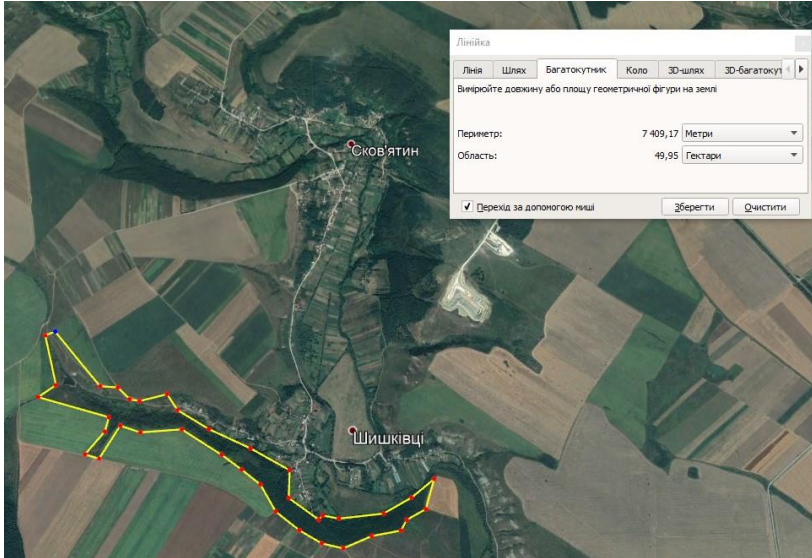 Лінійка
Лінія Шлях Багатокутник Коло 3D-шлях 3D-багатокут
Вимірюйте довжину або площу геометричної фігури на землі
Периметр: 7 409,17 Метри
Область: 49,95 Гектари
Перехід за допомогою миші Зберегти Очистити
Сков'ятин
Шишківці